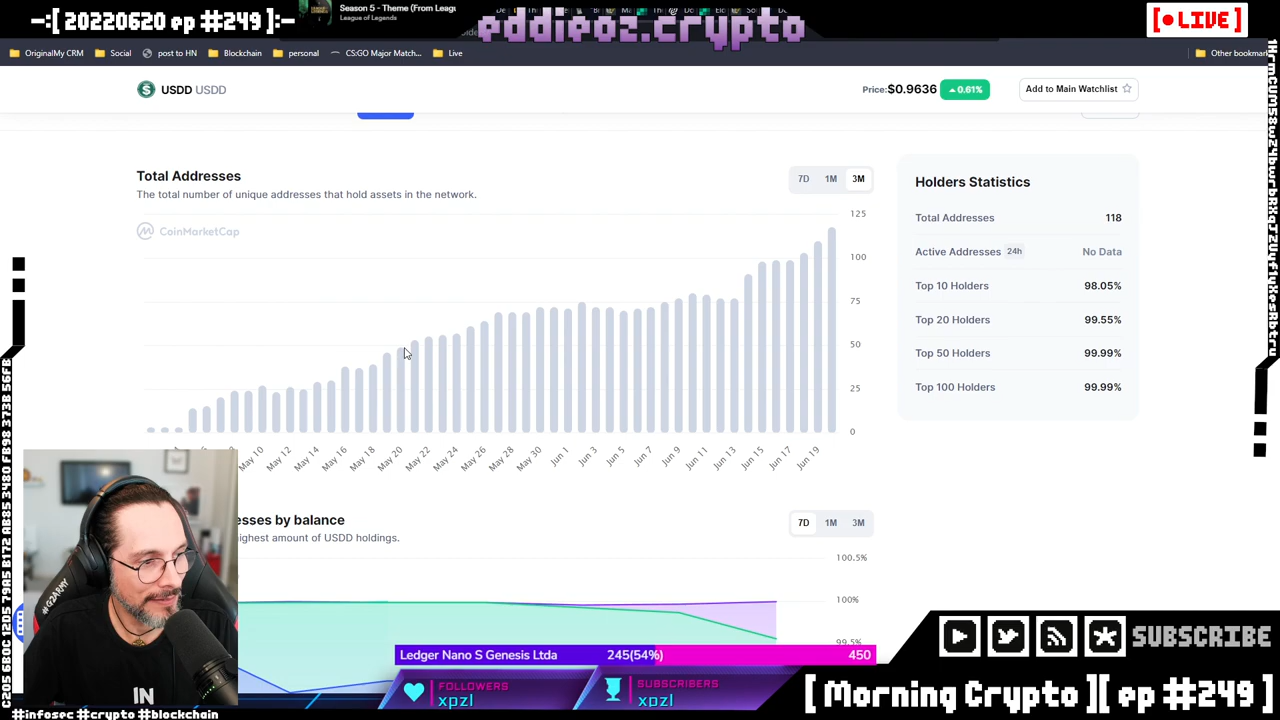 -:[ 20220620 ep #249 ]:-
Season 5 - Theme (From Leagu
League of Legends
eddieoz.crypto
[● LIVE]
OriginalMy CRM
Social
post to HN
Blockchain
personal
CS:GO Major Match...
Live
Other bookmar
USDD USDD
Price:$0.9636
0.61%
Add to Main Watchlist
Total Addresses
The total number of unique addresses that hold assets in the network.
7D
1M
3M
CoinMarketCap
125
100
75
50
25
0
May 10
May 12
May 14
May 16
May 18
May 20
May 22
May 24
May 26
May 28
May 30
Jun 1
Jun 3
Jun 5
Jun 7
Jun 9
Jun 11
Jun 13
Jun 15
Jun 17
Jun 19
Holders Statistics
Total Addresses 118
Active Addresses 24h No Data
Top 10 Holders 98.05%
Top 20 Holders 99.55%
Top 50 Holders 99.99%
Top 100 Holders 99.99%
esses by balance
ighest amount of USDD holdings.
7D
1M
3M
100.5%
100%
99.5%
#G2ARMY
IN
Ledger Nano S Genesis Ltda 245(54%) 450
FOLLOWERS
xpzl
SUBSCRIBERS
xpzl
SUBSCRIBE
[ Morning Crypto ][ ep #249 ]
#infosec #crypto #blockchain